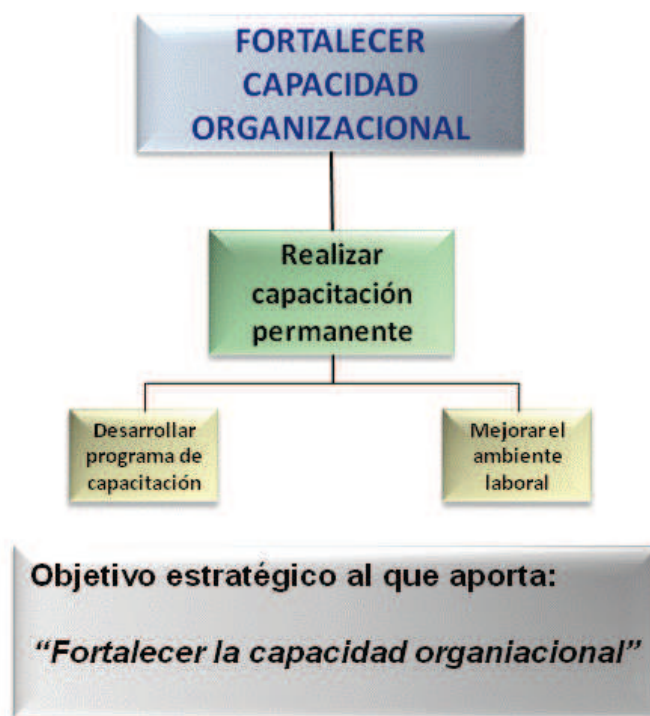 FORTALECER
CAPACIDAD
ORGANIZACIONAL
Realizar
capacitación
permanente
Desarrollar
programa de
capacitación
Mejorar el
ambiente
laboral
Objetivo estratégico al que aporta:
“Fortalecer la capacidad organiacional”